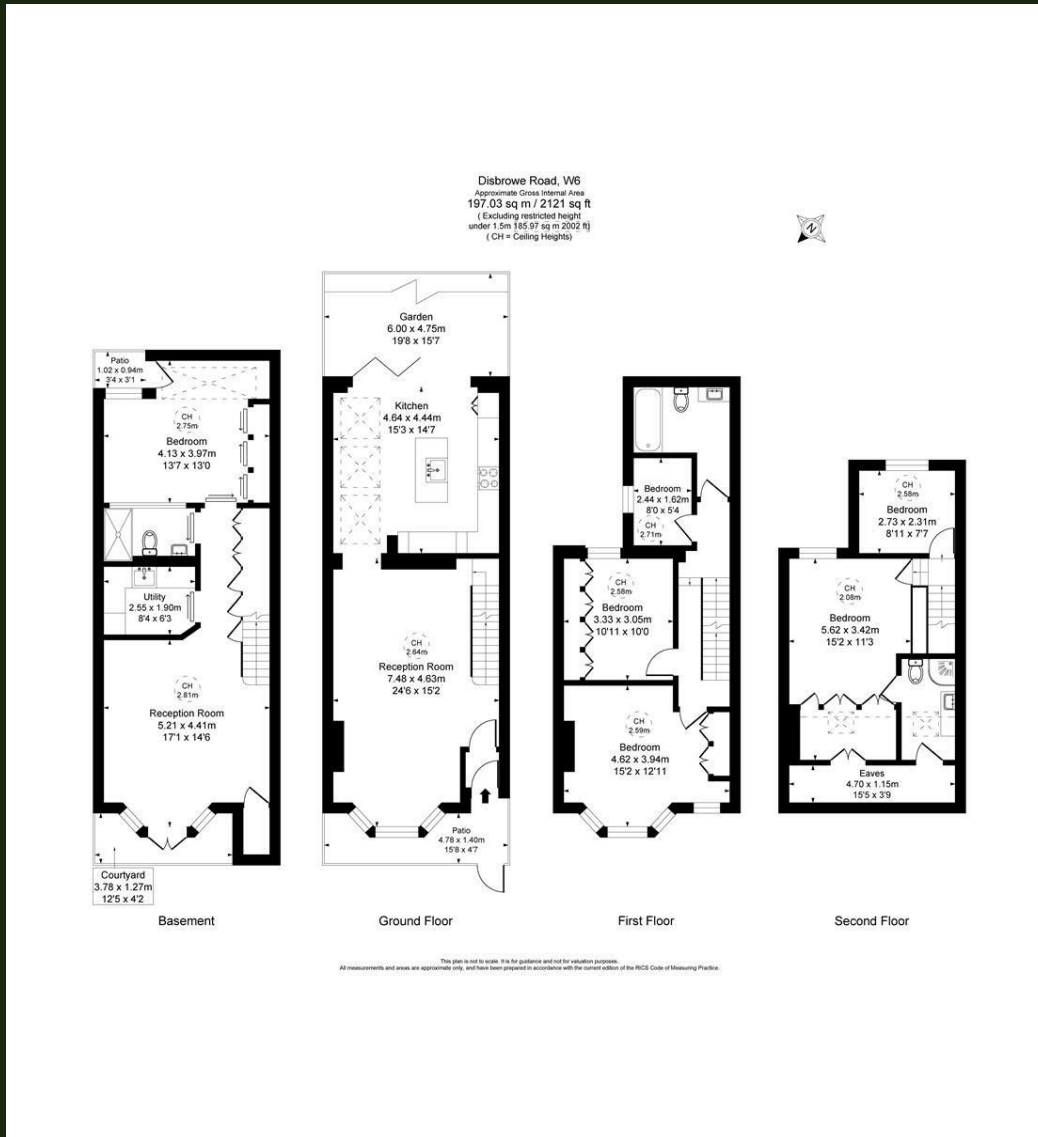 Disbrowe Road, W6
Approximate Gross Internal Area
197.03 sq m / 2121 sq ft
( Excluding restricted height
under 1.5m 185.97 sq m 2002 ft)
( CH = Ceiling Heights)
N
Patio
1.02 x 0.94m
3'4 x 3'1
CH
2.75m
Bedroom
4.13 x 3.97m
13'7 x 13'0
Utility
2.55 x 1.90m
8'4 x 6'3
CH
2.81m
Reception Room
5.21 x 4.41m
17'1 x 14'6
Courtyard
3.78 x 1.27m
12'5 x 4'2
Basement
Garden
6.00 x 4.75m
19'8 x 15'7
Kitchen
4.64 x 4.44m
15'3 x 14'7
CH
2.64m
Reception Room
7.48 x 4.63m
24'6 x 15'2
Patio
4.78 x 1.40m
15'8 x 4'7
Ground Floor
Bedroom
2.44 x 1.62m
8'0 x 5'4
CH
2.71m
CH
2.58m
Bedroom
3.33 x 3.05m
10'11 x 10'0
CH
2.59m
Bedroom
4.62 x 3.94m
15'2 x 12'11
First Floor
CH
2.58m
Bedroom
2.73 x 2.31m
8'11 x 7'7
CH
2.08m
Bedroom
5.62 x 3.42m
15'2 x 11'3
Eaves
4.70 x 1.15m
15'5 x 3'9
Second Floor
This plan is not to scale. It is for guidance and not for valuation purposes.
All measurements and areas are approximate only, and have been prepared in accordance with the current edition of the RICS Code of Measuring Practice.